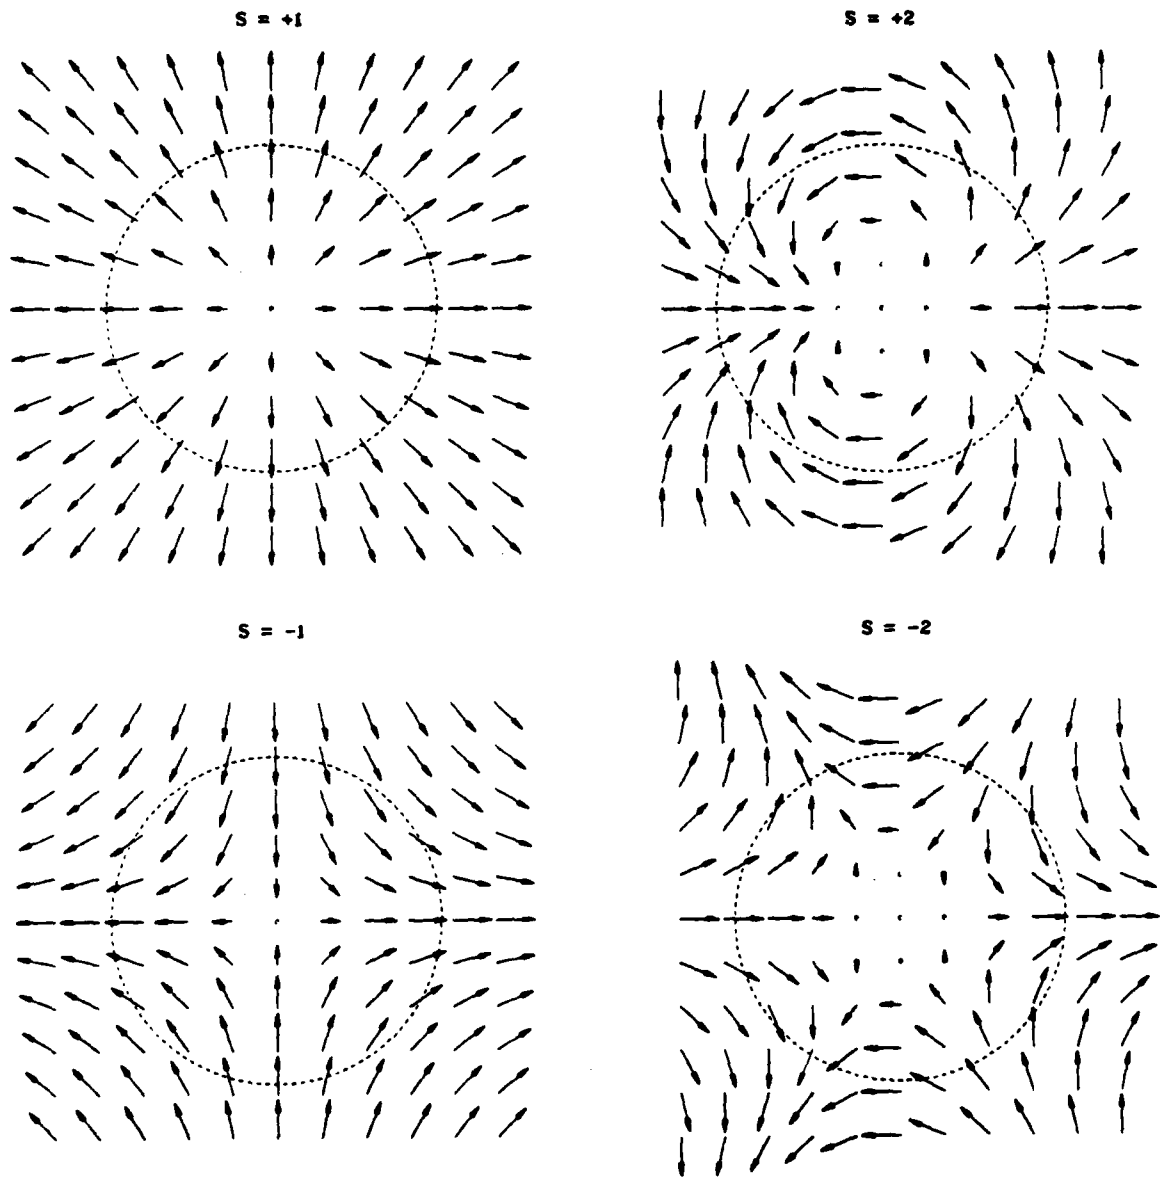 S = +1
S = +2
S = -1
S = -2